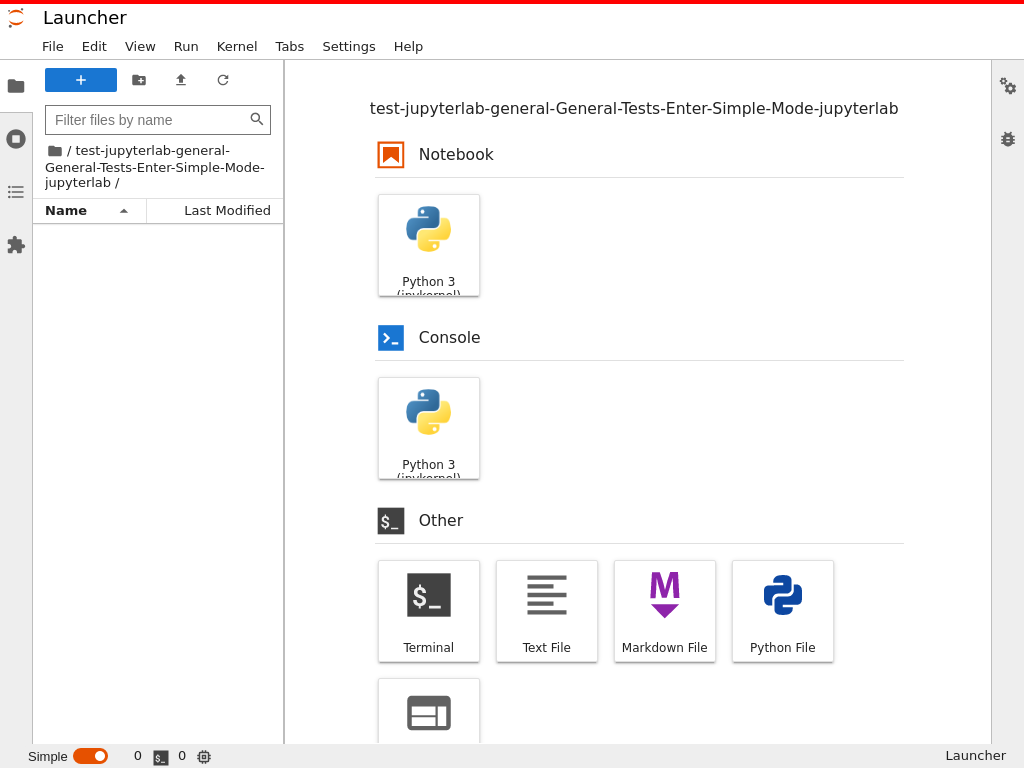 Launcher
File Edit View Run Kernel Tabs Settings Help
Filter files by name
/ test-jupyterlab-general-
General-Tests-Enter-Simple-Mode-
jupyterlab /
Name Last Modified
test-jupyterlab-general-General-Tests-Enter-Simple-Mode-jupyterlab
Notebook
Python 3
(ipykernel)
Console
Python 3
(ipykernel)
Other
$_
Terminal
Text File
M
Markdown File
Python File
Simple 0 $_ 0 Launcher